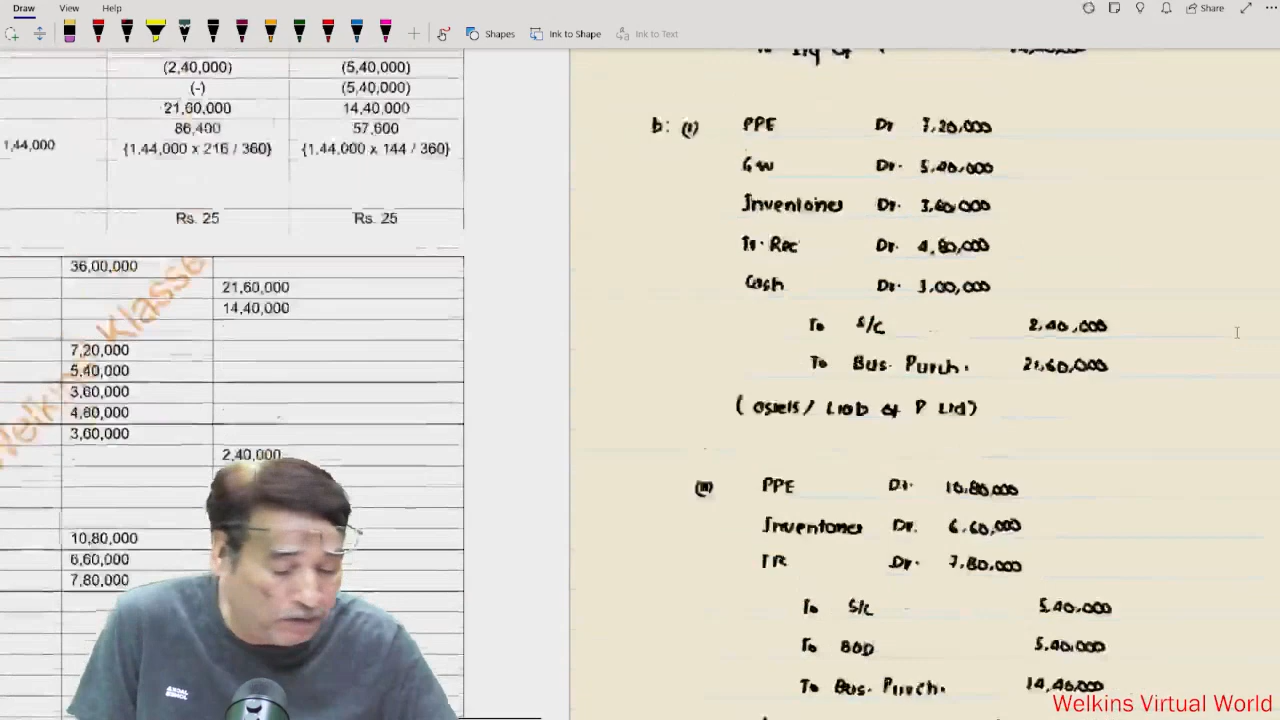 Draw View Help
Share
Shapes Ink to Shape Ink to Text
(2,40,000) (5,40,000)
(-) (5,40,000)
21,60,000 14,40,000
1,44,000 86,400 57,600
{1.44,000 x 216 / 360} {1.44,000 x 144 / 360}
Rs. 25 Rs. 25
36,00,000
21,60,000
14,40,000
7,20,000
5,40,000
3,60,000
4,80,000
3,00,000
2,40,000
10,80,000
6,60,000
7,80,000
Welkins Klasse
b: (i) PPE Dr 7,20,000
GW Dr. 5,40,000
Inventories Dr. 3,60,000
Tr. Rec Dr. 4,80,000
Cash Dr. 3,00,000
To S/C 2,40,000
To Bus. Purch. 21,60,000
(Assets/ Liab of P Ltd)
PPE Dr. 10,80,000
Inventories Dr. 6,60,000
TR Dr. 7,80,000
To S/C 5,40,000
To BOD 5,40,000
To Bus. Purch. 14,40,000
Welkins Virtual World